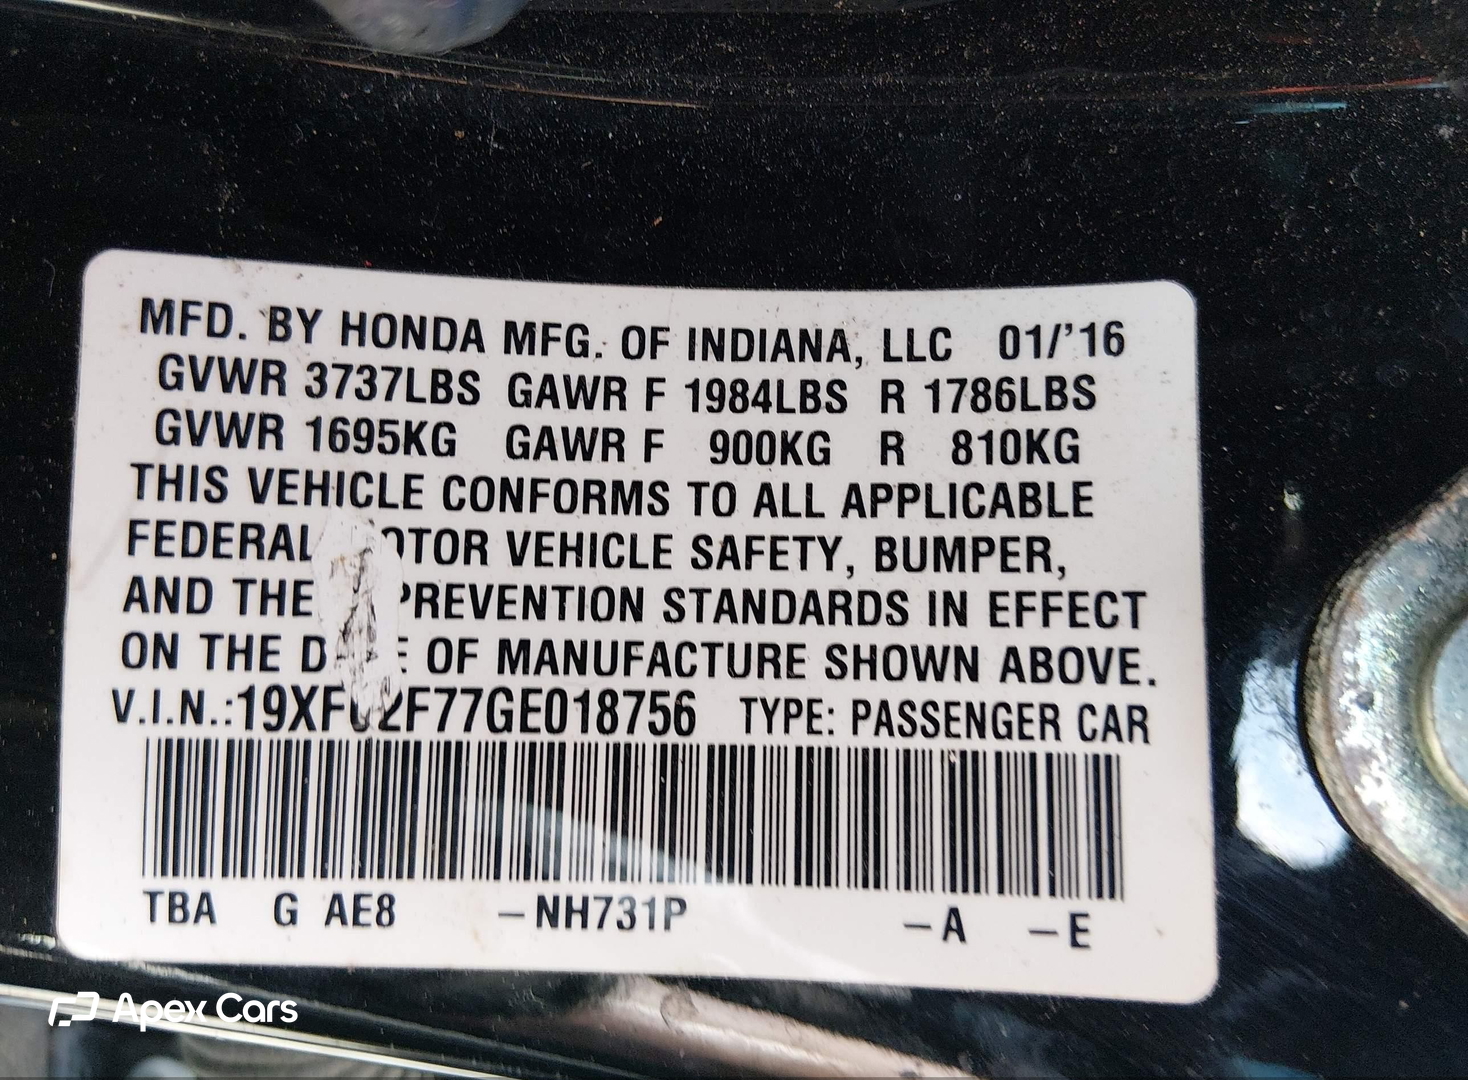 MFD. BY HONDA MFG. OF INDIANA, LLC 01/'16
GVWR 3737LBS GAWR F 1984LBS R 1786LBS
GVWR 1695KG GAWR F 900KG R 810KG
THIS VEHICLE CONFORMS TO ALL APPLICABLE
FEDERAL VEHICLE SAFETY, BUMPER,
AND THE PREVENTION STANDARDS IN EFFECT
ON THE OF MANUFACTURE SHOWN ABOVE.
V.I.N.: TYPE: PASSENGER CAR
TBA G AE8 -NH731P -A -E
Apex Cars